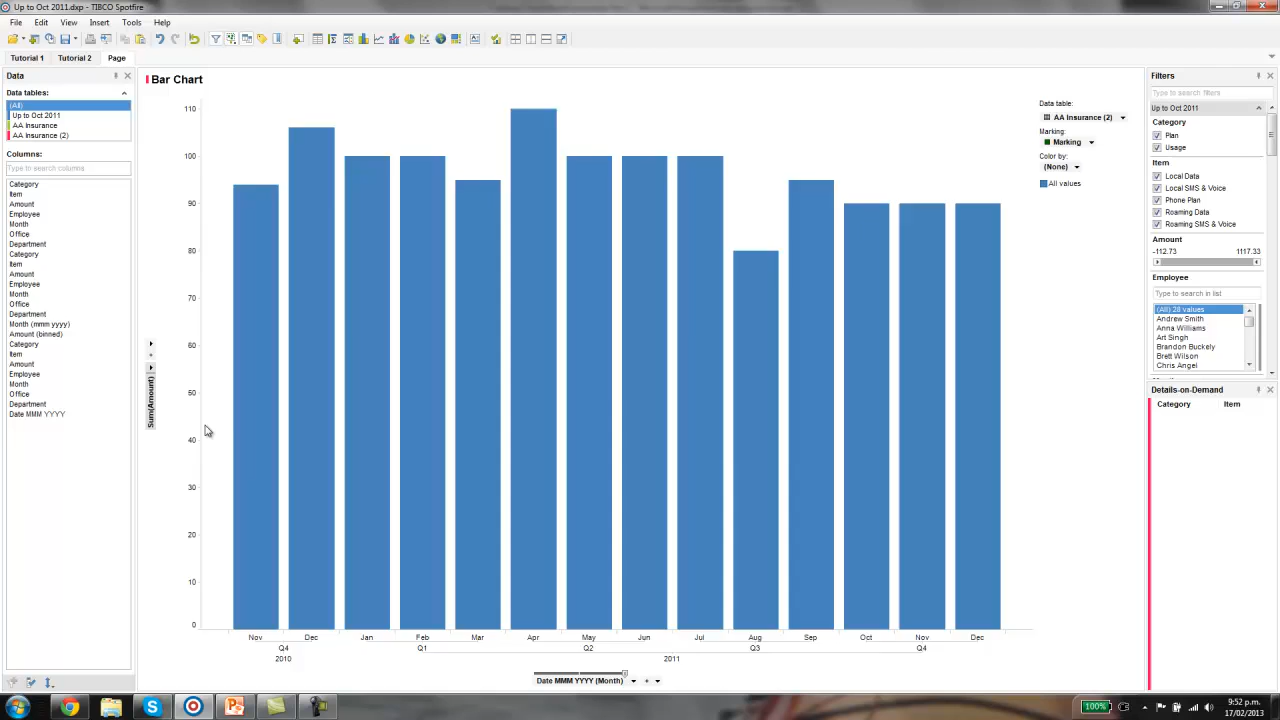 Up to Oct 2011.dxp - TIBCO Spotfire
File Edit View Insert Tools Help
Tutorial 1 Tutorial 2 Page
Data
Data tables:
(All)
Up to Oct 2011
AA Insurance
AA Insurance (2)
Columns:
Type to search columns
Category
Item
Amount
Employee
Month
Office
Department
Category
Item
Amount
Employee
Month
Office
Department
Month (mmm yyyy)
Amount (binned)
Category
Item
Amount
Employee
Month
Office
Department
Date MMM YYYY
Bar Chart
110
100
90
80
70
60
50
40
30
20
10
0
Sum(Amount)
Nov Dec Jan Feb Mar Apr May Jun Jul Aug Sep Oct Nov Dec
Q4 Q1 Q2 Q3 Q4
2010 2011
Date MMM YYYY (Month)
Data table:
AA Insurance (2)
Marking:
Marking
Color by:
(None)
All values
Filters
Type to search filters
Up to Oct 2011
Category
Plan
Usage
Item
Local Data
Local SMS & Voice
Phone Plan
Roaming Data
Roaming SMS & Voice
Amount
-112.73 1117.33
Employee
Type to search in list
(All) 28 values
Andrew Smith
Anna Williams
Art Singh
Brandon Buckely
Brett Wilson
Chris Angel
Details-on-Demand
Category Item
100%
9:52 p.m.
17/02/2013